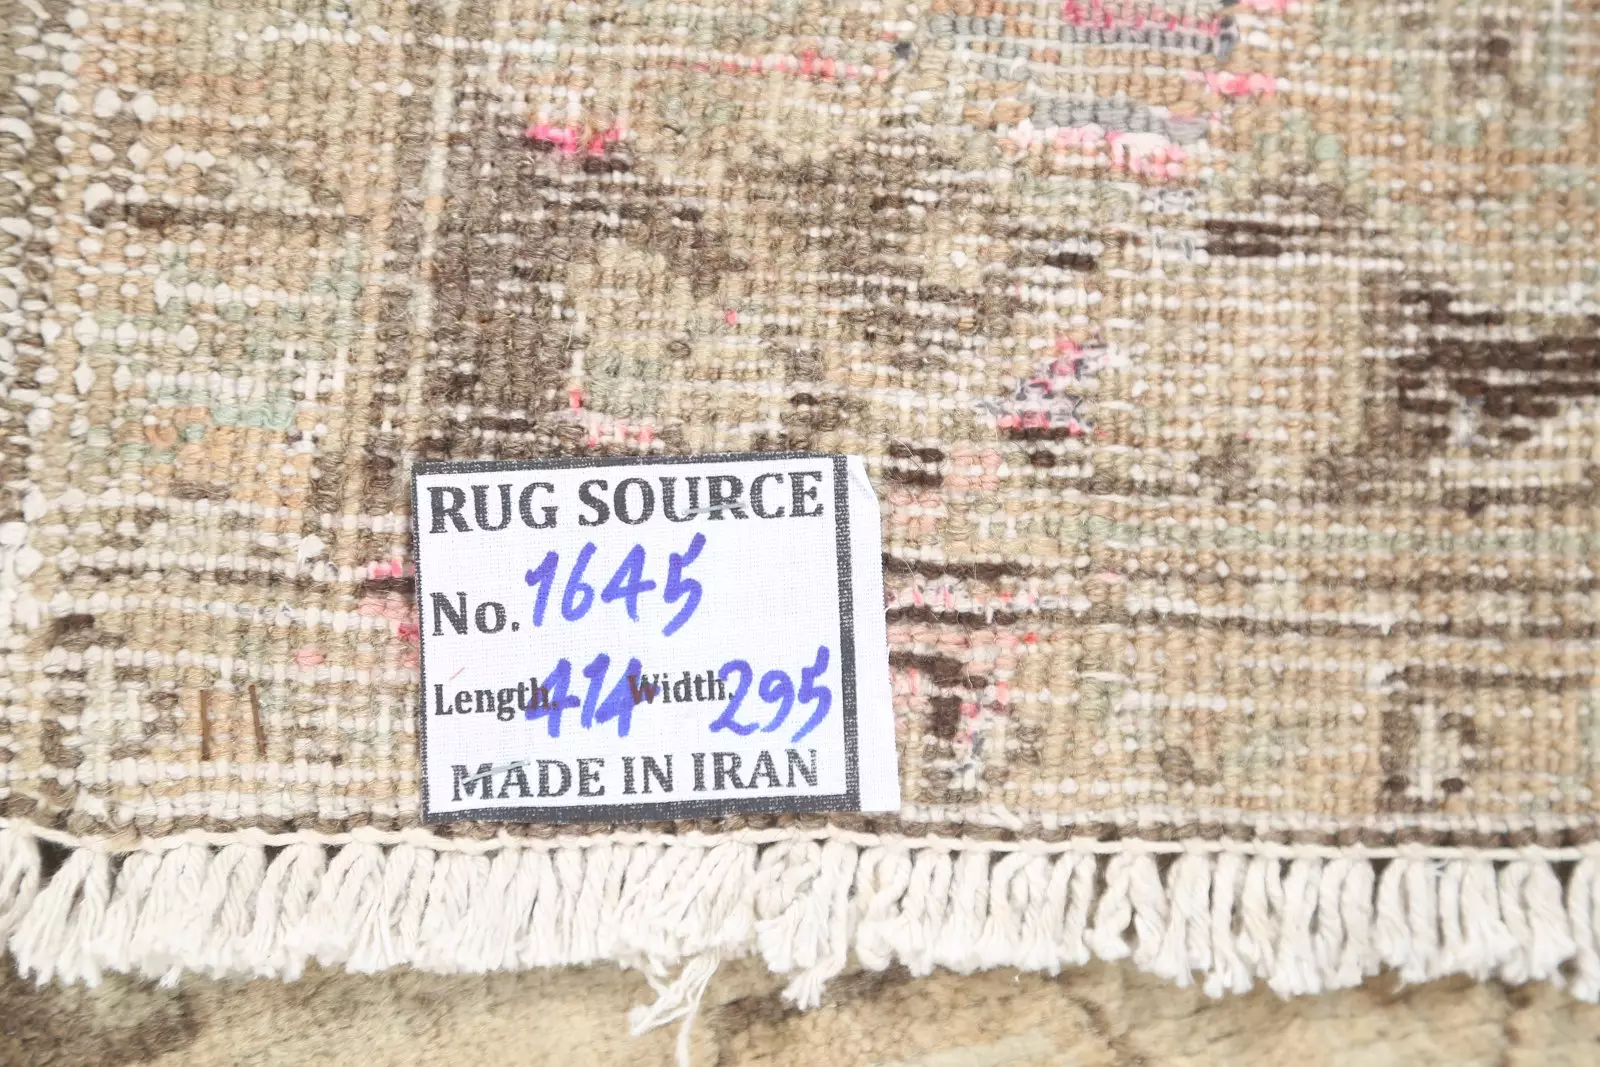 RUG SOURCE
No. 1645
Length. 414 Width. 295
MADE IN IRAN